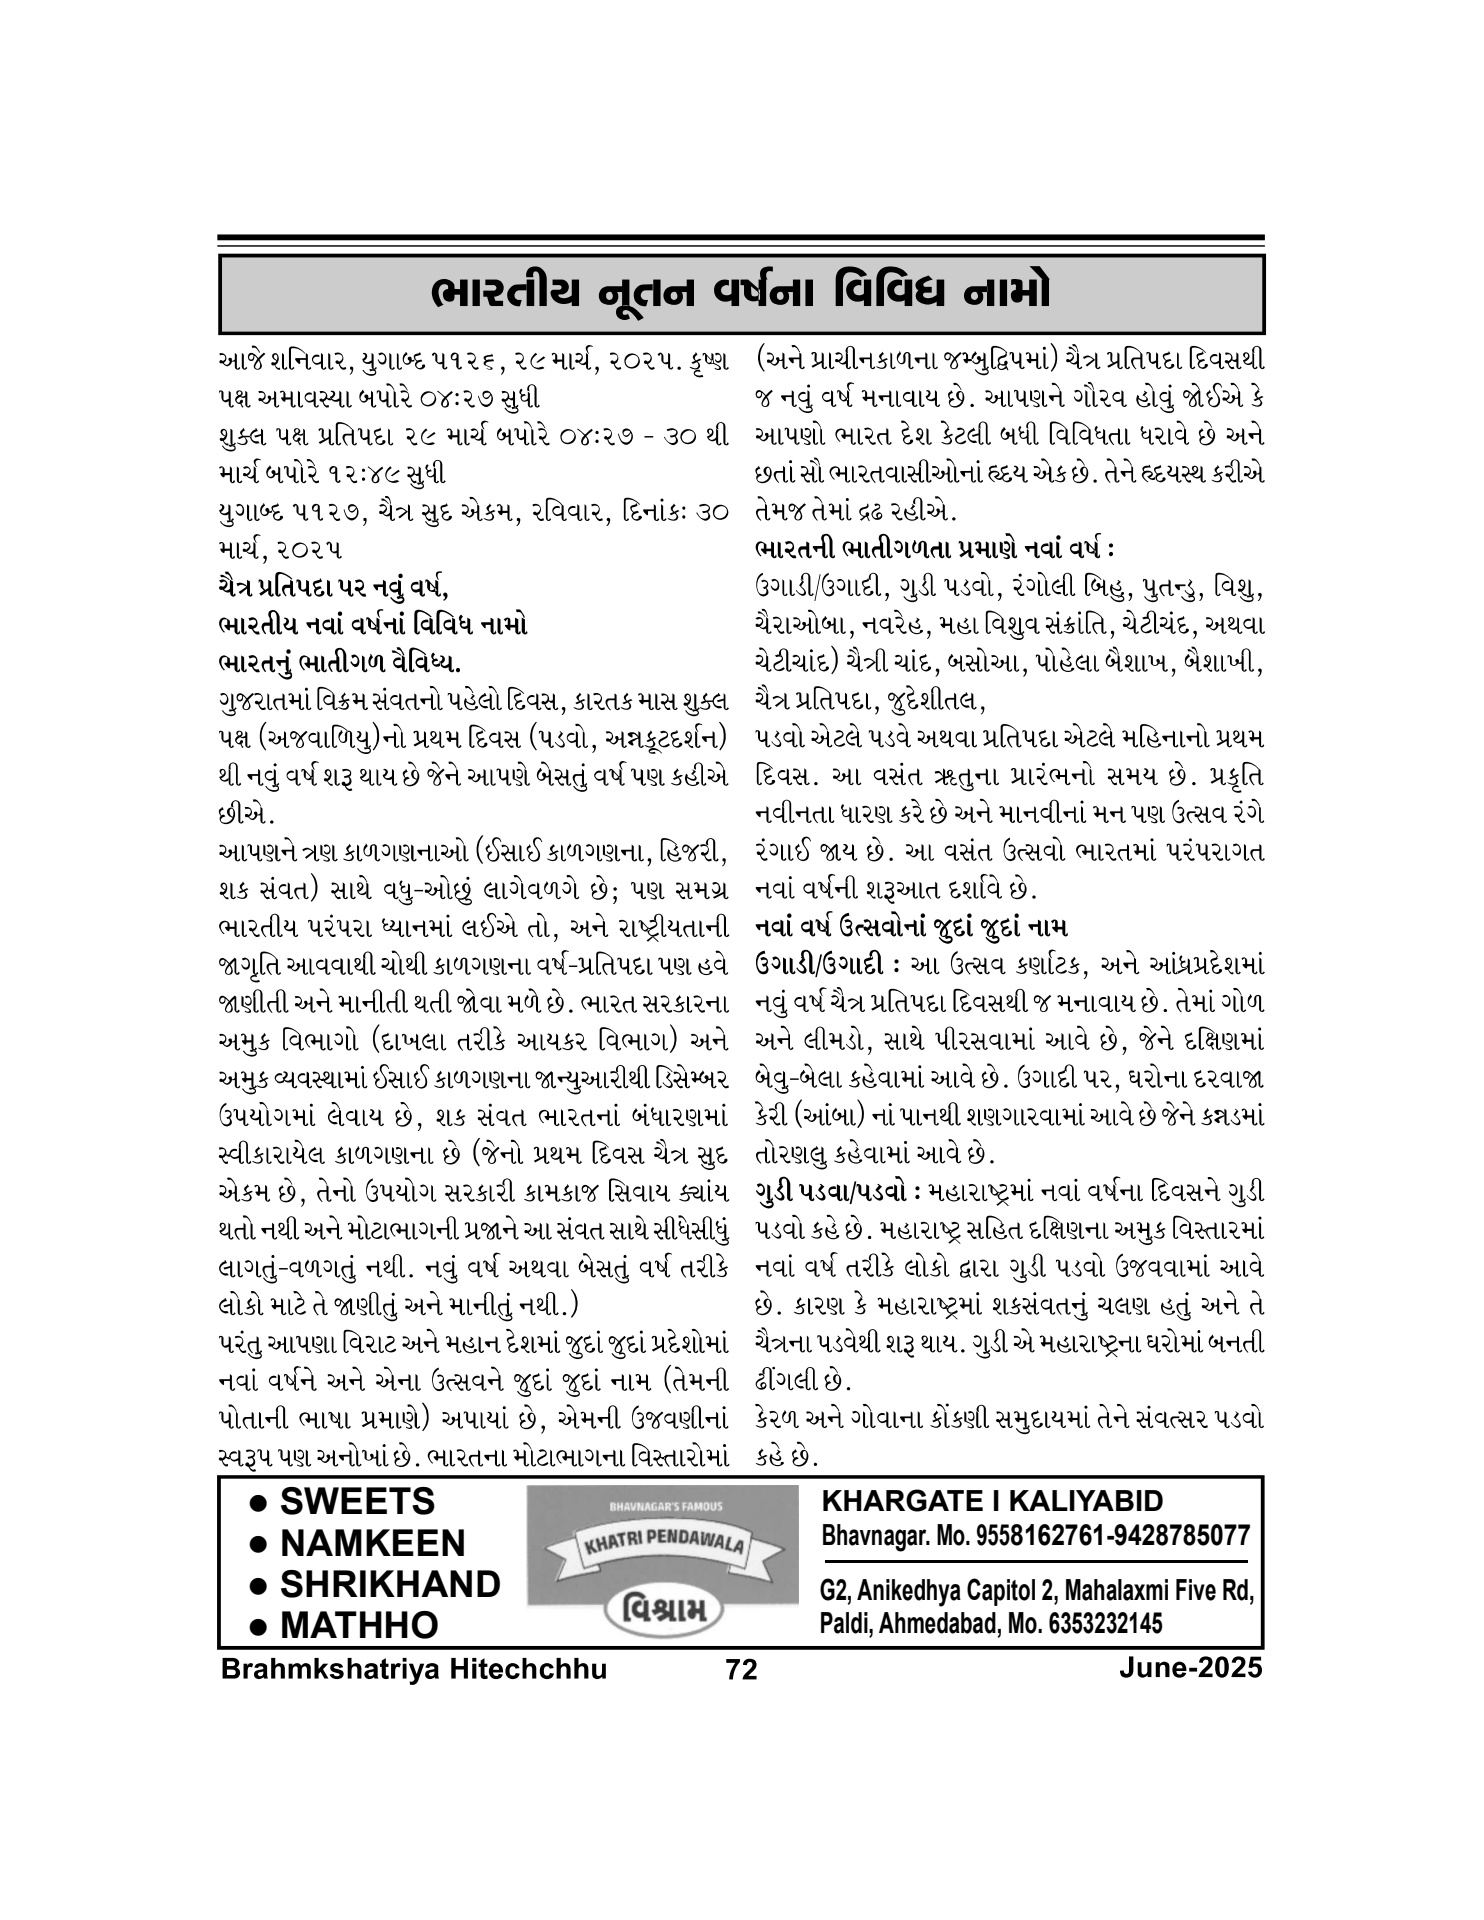 ભારતીય નૂતન વર્ષના વિવિધ નામો
આજે શનિવાર, યુગાબ્દ ૫૧૨૬, ૨૯ માર્ચ, ૨૦૨૫. કૃષ્ણ
પક્ષ અમાવસ્યા બપોરે ૦૪:૨૭ સુધી
શુક્લ પક્ષ પ્રતિપદા ૨૯ માર્ચ બપોરે ૦૪:૨૭ - ૩૦ થી
માર્ચ બપોરે ૧૨:૪૯ સુધી
યુગાબ્દ ૫૧૨૭, ચૈત્ર સુદ એકમ, રવિવાર, દિનાંકઃ ૩૦
માર્ચ, ૨૦૨૫
ચૈત્ર પ્રતિપદા પર નવું વર્ષ,
ભારતીય નવાં વર્ષનાં વિવિધ નામો
ભારતનું ભાતીગળ વૈવિધ્ય.
ગુજરાતમાં વિક્રમ સંવતનો પહેલો દિવસ, કારતક માસ શુક્લ
પક્ષ (અજવાળિયુ)નો પ્રથમ દિવસ (પડવો, અન્નકૂટદર્શન)
થી નવું વર્ષ શરૂ થાય છે જેને આપણે બેસતું વર્ષ પણ કહીએ
છીએ.
આપણને ત્રણ કાળગણનાઓ (ઈસાઈ કાળગણના, હિજરી,
શક સંવત) સાથે વધુ-ઓછું લાગેવળગે છે; પણ સમગ્ર
ભારતીય પરંપરા ધ્યાનમાં લઈએ તો, અને રાષ્ટ્રીયતાની
જાગૃતિ આવવાથી ચોથી કાળગણના વર્ષ-પ્રતિપદા પણ હવે
જાણીતી અને માનીતી થતી જોવા મળે છે. ભારત સરકારના
અમુક વિભાગો (દાખલા તરીકે આયકર વિભાગ) અને
અમુક વ્યવસ્થામાં ઈસાઈ કાળગણના જાન્યુઆરીથી ડિસેમ્બર
ઉપયોગમાં લેવાય છે, શક સંવત ભારતનાં બંધારણમાં
સ્વીકારાયેલ કાળગણના છે (જેનો પ્રથમ દિવસ ચૈત્ર સુદ
એકમ છે, તેનો ઉપયોગ સરકારી કામકાજ સિવાય ક્યાંય
થતો નથી અને મોટાભાગની પ્રજાને આ સંવત સાથે સીધેસીધું
લાગતું-વળગતું નથી. નવું વર્ષ અથવા બેસતું વર્ષ તરીકે
લોકો માટે તે જાણીતું અને માનીતું નથી.)
પરંતુ આપણા વિરાટ અને મહાન દેશમાં જુદાં જુદાં પ્રદેશોમાં
નવાં વર્ષને અને એના ઉત્સવને જુદાં જુદાં નામ (તેમની
પોતાની ભાષા પ્રમાણે) અપાયાં છે, એમની ઉજવણીનાં
સ્વરૂપ પણ અનોખાં છે. ભારતના મોટાભાગના વિસ્તારોમાં
(અને પ્રાચીનકાળના જમ્બુદ્વિપમાં) ચૈત્ર પ્રતિપદા દિવસથી
જ નવું વર્ષ મનાવાય છે. આપણને ગૌરવ હોવું જોઈએ કે
આપણો ભારત દેશ કેટલી બધી વિવિધતા ધરાવે છે અને
છતાં સૌ ભારતવાસીઓનાં હૃદય એક છે. તેને હૃદયસ્થ કરીએ
તેમજ તેમાં દ્રઢ રહીએ.
ભારતની ભાતીગળતા પ્રમાણે નવાં વર્ષ :
ઉગાડી/ઉગાદી, ગુડી પડવો, રંગોલી બિહુ, પુતન્ડુ, વિશુ,
ચૈરાઓબા, નવરેહ, મહા વિશુવ સંક્રાંતિ, ચેટીચંદ, અથવા
ચેટીચાંદ) ચૈત્રી ચાંદ, બસોઆ, પોહેલા બૈશાખ, બૈશાખી,
ચૈત્ર પ્રતિપદા, જુદેશીતલ,
પડવો એટલે પડવે અથવા પ્રતિપદા એટલે મહિનાનો પ્રથમ
દિવસ. આ વસંત ઋતુના પ્રારંભનો સમય છે. પ્રકૃતિ
નવીનતા ધારણ કરે છે અને માનવીનાં મન પણ ઉત્સવ રંગે
રંગાઈ જાય છે. આ વસંત ઉત્સવો ભારતમાં પરંપરાગત
નવાં વર્ષની શરૂઆત દર્શાવે છે.
નવાં વર્ષ ઉત્સવોનાં જુદાં જુદાં નામ
ઉગાડી/ઉગાદી : આ ઉત્સવ કર્ણાટક, અને આંધ્રપ્રદેશમાં
નવું વર્ષ ચૈત્ર પ્રતિપદા દિવસથી જ મનાવાય છે. તેમાં ગોળ
અને લીમડો, સાથે પીરસવામાં આવે છે, જેને દક્ષિણમાં
બેવુ-બેલા કહેવામાં આવે છે. ઉગાદી પર, ઘરોના દરવાજા
કેરી (આંબા) નાં પાનથી શણગારવામાં આવે છે જેને કન્નડમાં
તોરણલુ કહેવામાં આવે છે.
ગુડી પડવા/પડવો : મહારાષ્ટ્રમાં નવાં વર્ષના દિવસને ગુડી
પડવો કહે છે. મહારાષ્ટ્ર સહિત દક્ષિણના અમુક વિસ્તારમાં
નવાં વર્ષ તરીકે લોકો દ્વારા ગુડી પડવો ઉજવવામાં આવે
છે. કારણ કે મહારાષ્ટ્રમાં શકસંવતનું ચલણ હતું અને તે
ચૈત્રના પડવેથી શરૂ થાય. ગુડી એ મહારાષ્ટ્રના ઘરોમાં બનતી
ઢીંગલી છે.
કેરળ અને ગોવાના કોંકણી સમુદાયમાં તેને સંવત્સર પડવો
કહે છે.
● SWEETS
● NAMKEEN
● SHRIKHAND
● MATHHO
BHAVNAGAR'S FAMOUS
KHATRI PENDAWALA
વિશ્રામ
KHARGATE I KALIYABID
Bhavnagar. Mo. 9558162761-9428785077
G2, Anikedhya Capitol 2, Mahalaxmi Five Rd,
Paldi, Ahmedabad, Mo. 6353232145
Brahmkshatriya Hitechchhu 72 June-2025